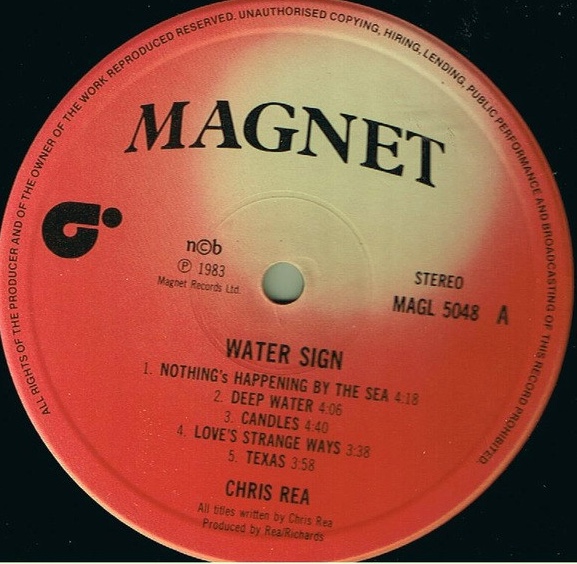 ALL RIGHTS OF THE PRODUCER AND OF THE OWNER OF THE WORK REPRODUCED RESERVED. UNAUTHORISED COPYING, HIRING, LENDING, PUBLIC PERFORMANCE AND BROADCASTING OF THIS RECORD PROHIBITED.
MAGNET
n©b
℗ 1983
Magnet Records Ltd.
STEREO
MAGL 5048 A
WATER SIGN
1. NOTHING's HAPPENING BY THE SEA 4:18
2. DEEP WATER 4:06
3. CANDLES 4:40
4. LOVE'S STRANGE WAYS 3:38
5. TEXAS 3:58
CHRIS REA
All titles written by Chris Rea
Produced by Rea/Richards